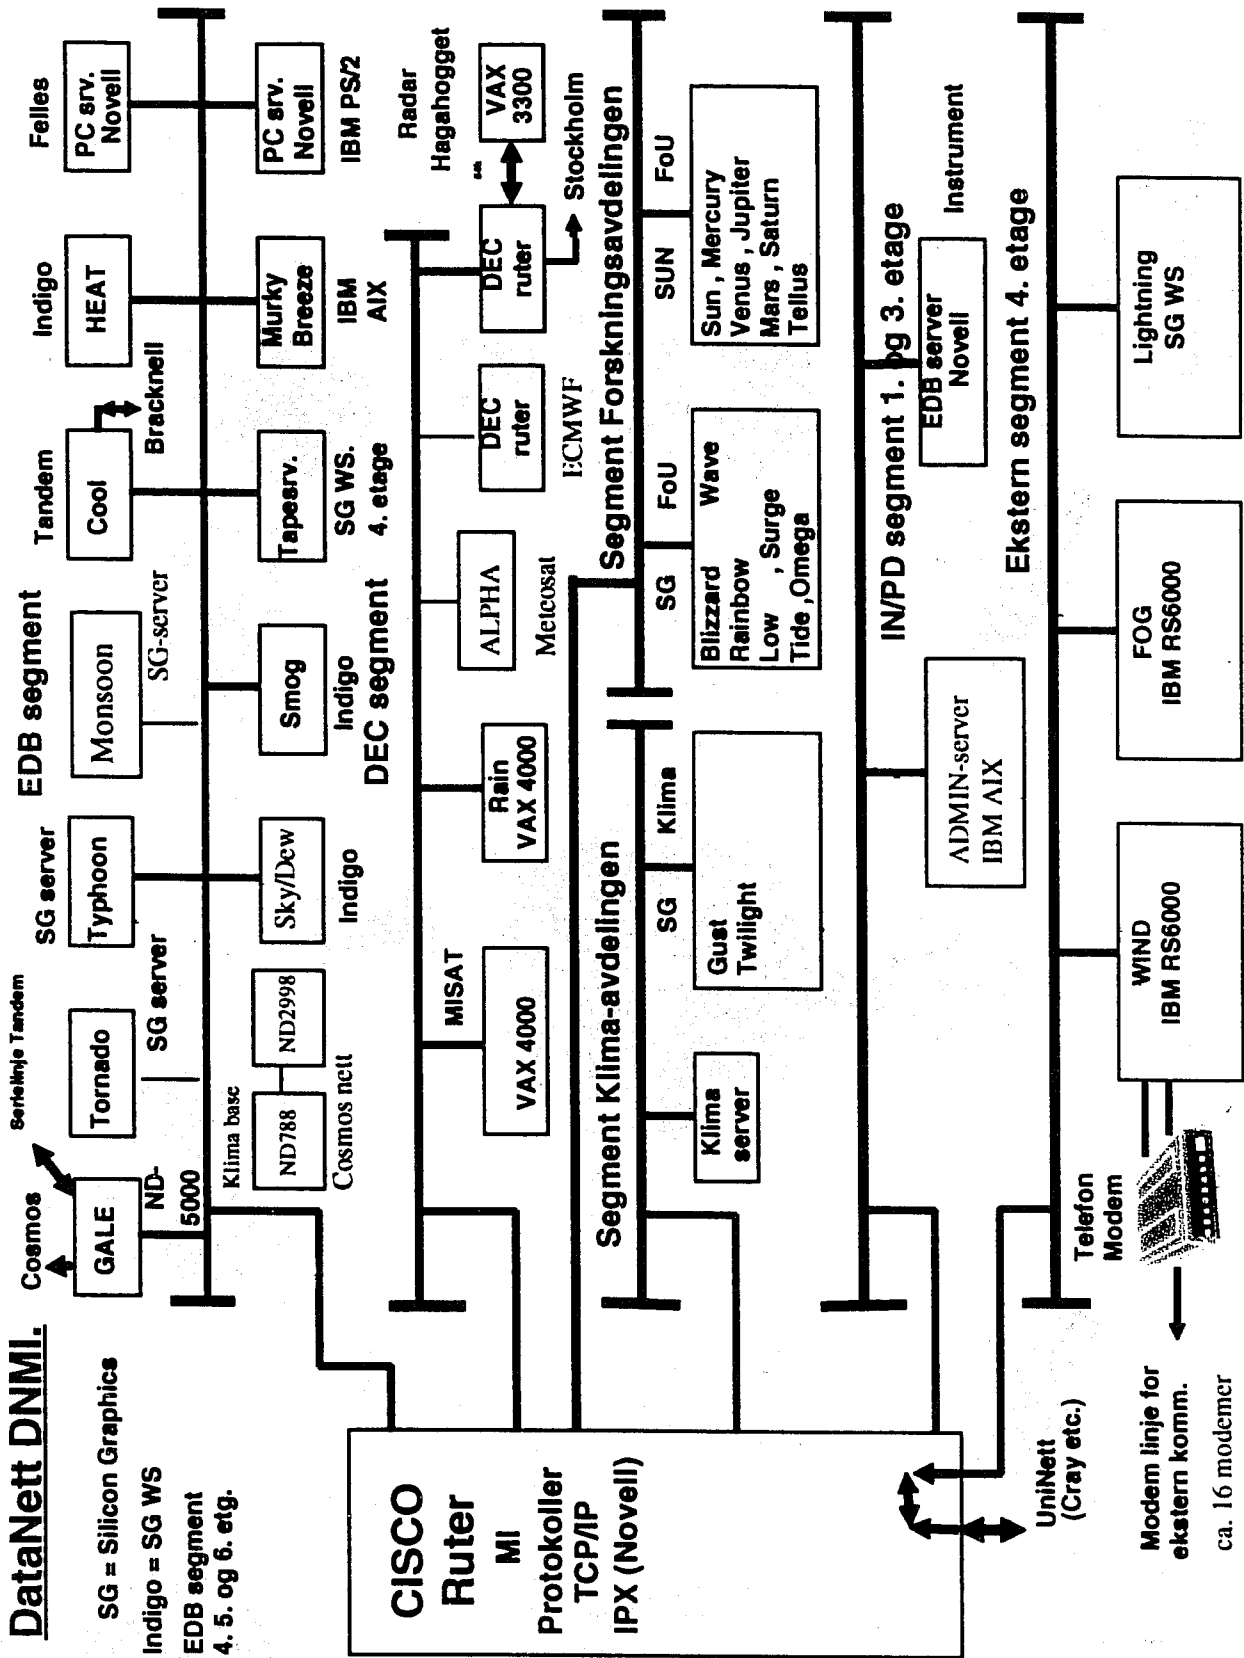 DataNett DNMI.
SG = Silicon Graphics
Indigo = SG WS
EDB segment
4. 5. og 6. etg.
CISCO
Ruter
MI
Protokoller
TCP/IP
IPX (Novell)
UniNett
(Cray etc.)
Modem linje for
ekstern komm.
ca. 16 modemer
Cosmos
Serielinje Tandem
GALE
ND-
5000
Tornado
SG server
SG server
Typhoon
EDB segment
Monsoon
SG-server
Tandem
Cool
Bracknell
Indigo
HEAT
Felles
PC srv.
Novell
Klima base
ND788
ND2998
Cosmos nett
Sky/Dew
Indigo
Smog
Indigo
Tapesrv.
SG WS.
4. etage
Murky
Breeze
IBM
AIX
PC srv.
Novell
IBM PS/2
DEC segment
MISAT
VAX 4000
Rain
VAX 4000
ALPHA
Meteosat
DEC
ruter
ECMWF
DEC
ruter
Stockholm
64k
Radar
Hagahogget
VAX
3300
Segment Klima-avdelingen
Klima
server
SG
Klima
Gust
Twilight
Segment Forskningsavdelingen
SG
FoU
Blizzard Wave
Rainbow
Low , Surge
Tide ,Omega
SUN
FoU
Sun , Mercury
Venus , Jupiter
Mars , Saturn
Tellus
IN/PD segment 1. og 3. etage
ADMIN-server
IBM AIX
EDB server
Novell
Instrument
Ekstern segment 4. etage
Telefon
Modem
WIND
IBM RS6000
FOG
IBM RS6000
Lightning
SG WS